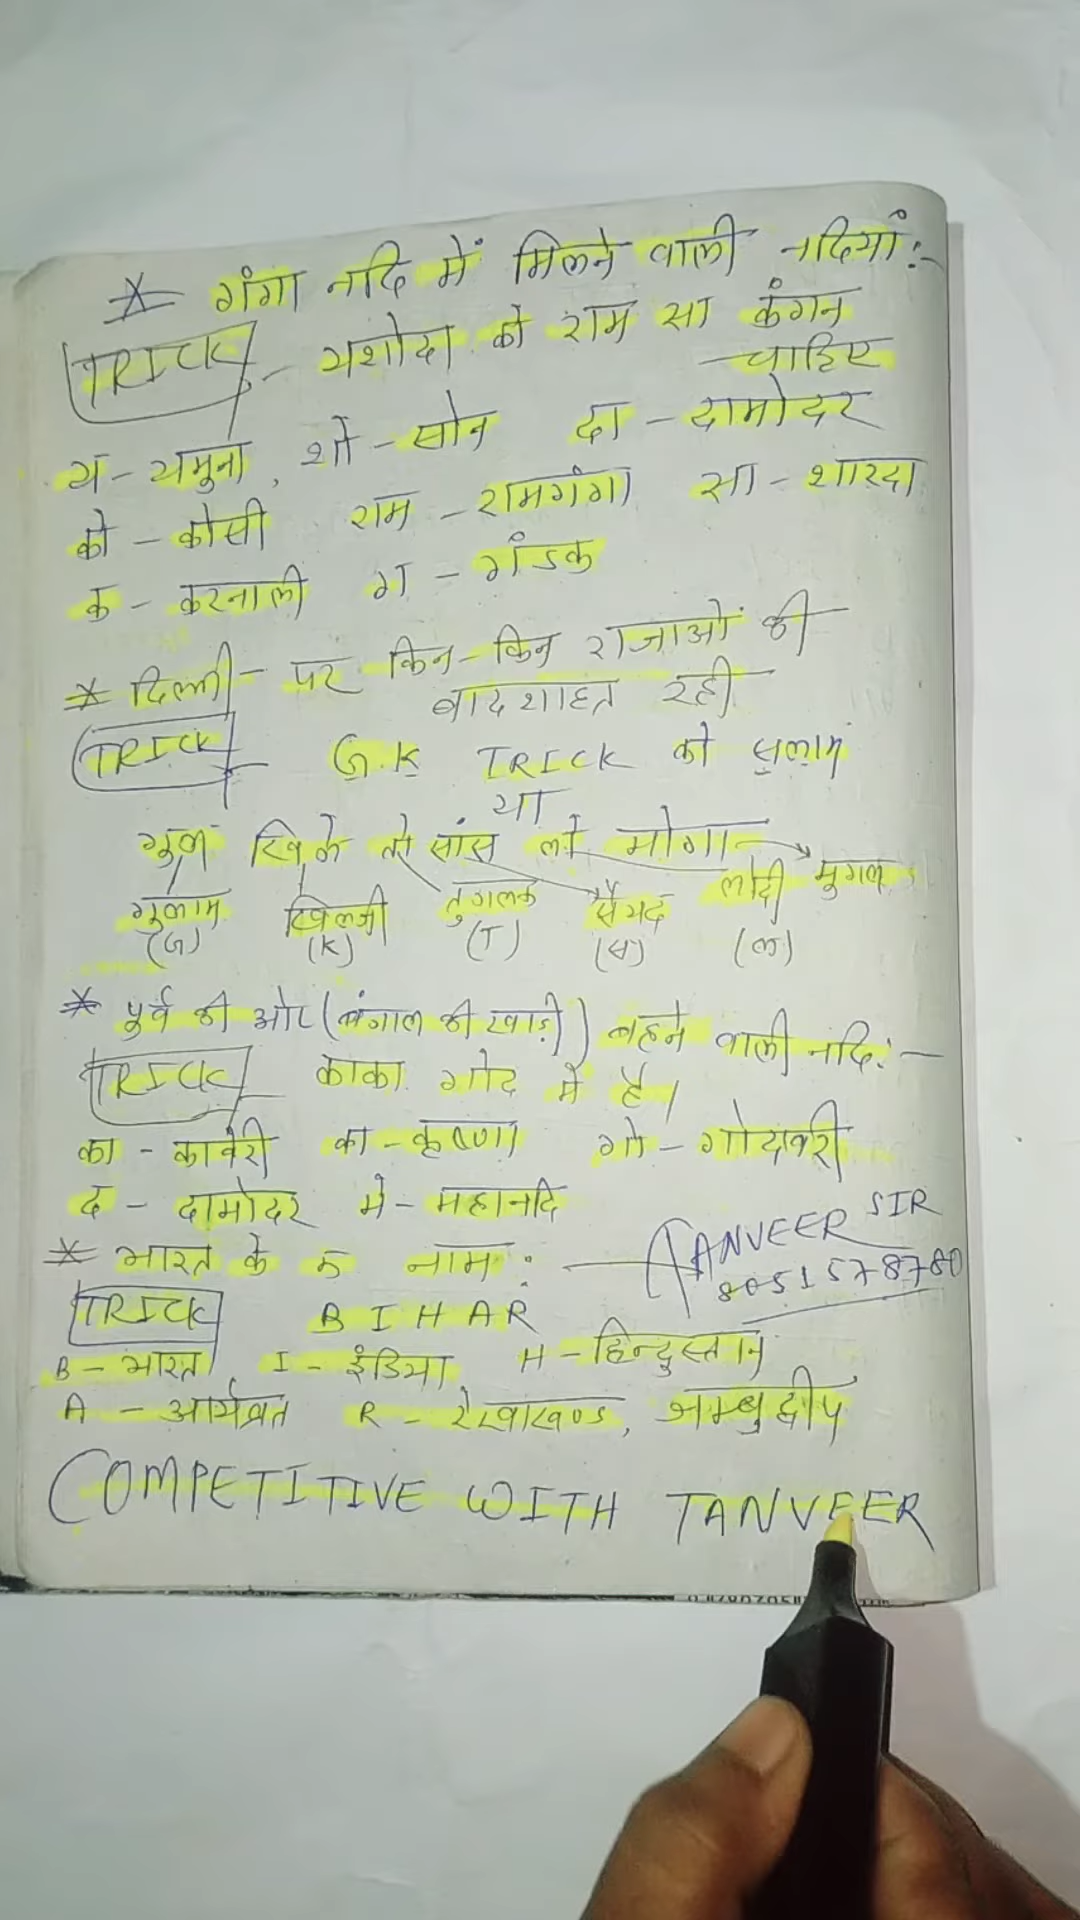 * गंगा नदि में मिलने वाली नदियां :-
TRICK - यशोदा को राम सा कंगन
चाहिए
य - यमुना, शो - सोन दा - दामोदर
को - कोसी राम - रामगंगा सा - शारदा
क - करनाली ग - गंडक
* दिल्ली - पर किन-किन राजाओं की
बादशाहत रही
TRICK - G.K TRICK को सलाम
या
गुल खिके तो सांस लो मोगा
गुलाम खिलजी तुगलक सैयद लोदी मुगल
(G) (K) (T) (स) (ल)
* पूर्व की ओर (बंगाल की खाड़ी) बहने वाली नदि :-
TRICK - काका गोद में है।
का - कावेरी का - कृष्णा गो - गोदावरी
द - दामोदर मे - महानदि
* भारत के 5 नाम :-
TANVEER SIR
8051578780
TRICK BIHAR
B - भारत I - इंडिया H - हिन्दुस्तान
A - आर्यव्रत R - रेखाखण्ड, जम्बुद्वीप
COMPETITIVE WITH TANVEER